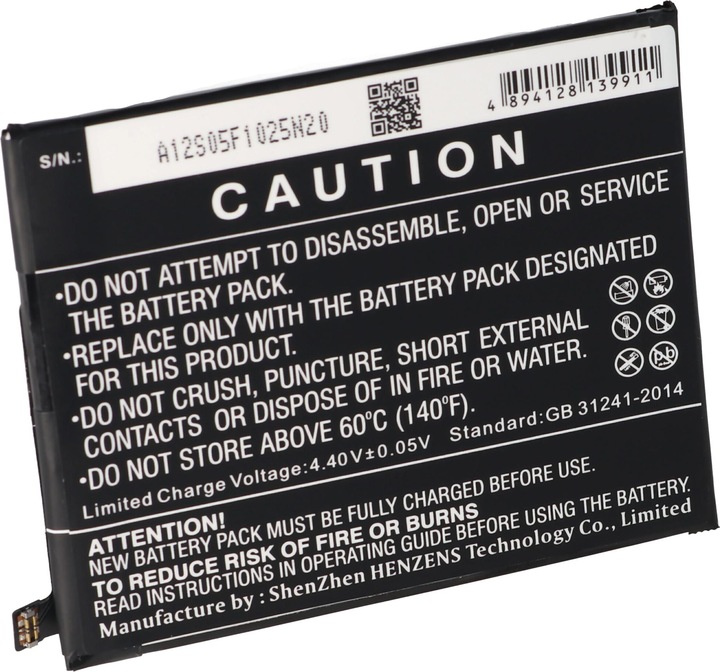 S/N.: A12S05F1025N20
4 894128 139911
CAUTION
•DO NOT ATTEMPT TO DISASSEMBLE, OPEN OR SERVICE
THE BATTERY PACK.
•REPLACE ONLY WITH THE BATTERY PACK DESIGNATED
FOR THIS PRODUCT.
•DO NOT CRUSH, PUNCTURE, SHORT EXTERNAL
CONTACTS OR DISPOSE OF IN FIRE OR WATER.
•DO NOT STORE ABOVE 60°C (140°F).
Limited Charge Voltage:4.40V±0.05V Standard:GB 31241-2014
Pb
ATTENTION!
NEW BATTERY PACK MUST BE FULLY CHARGED BEFORE USE.
TO REDUCE RISK OF FIRE OR BURNS
READ INSTRUCTIONS IN OPERATING GUIDE BEFORE USING THE BATTERY.
Manufacture by : ShenZhen HENZENS Technology Co., Limited